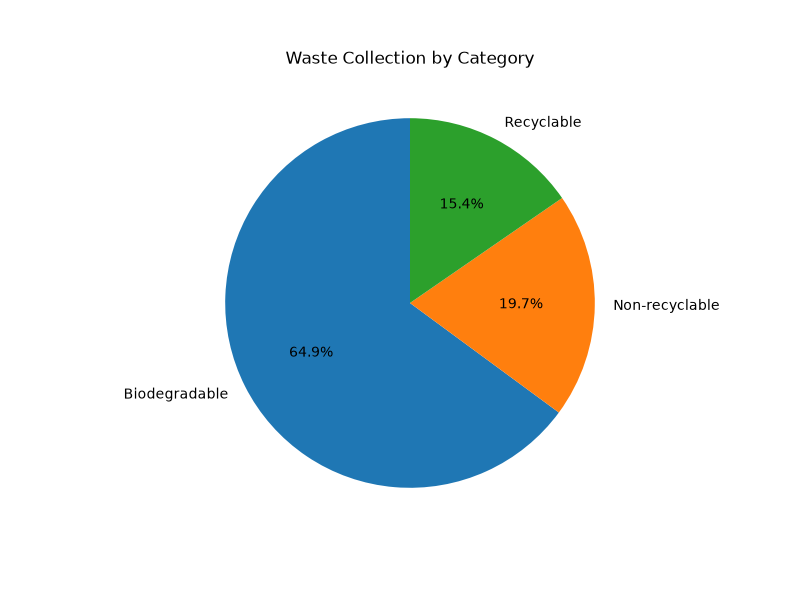 Waste Collection by Category
Recyclable
15.4%
19.7%
Non-recyclable
64.9%
Biodegradable